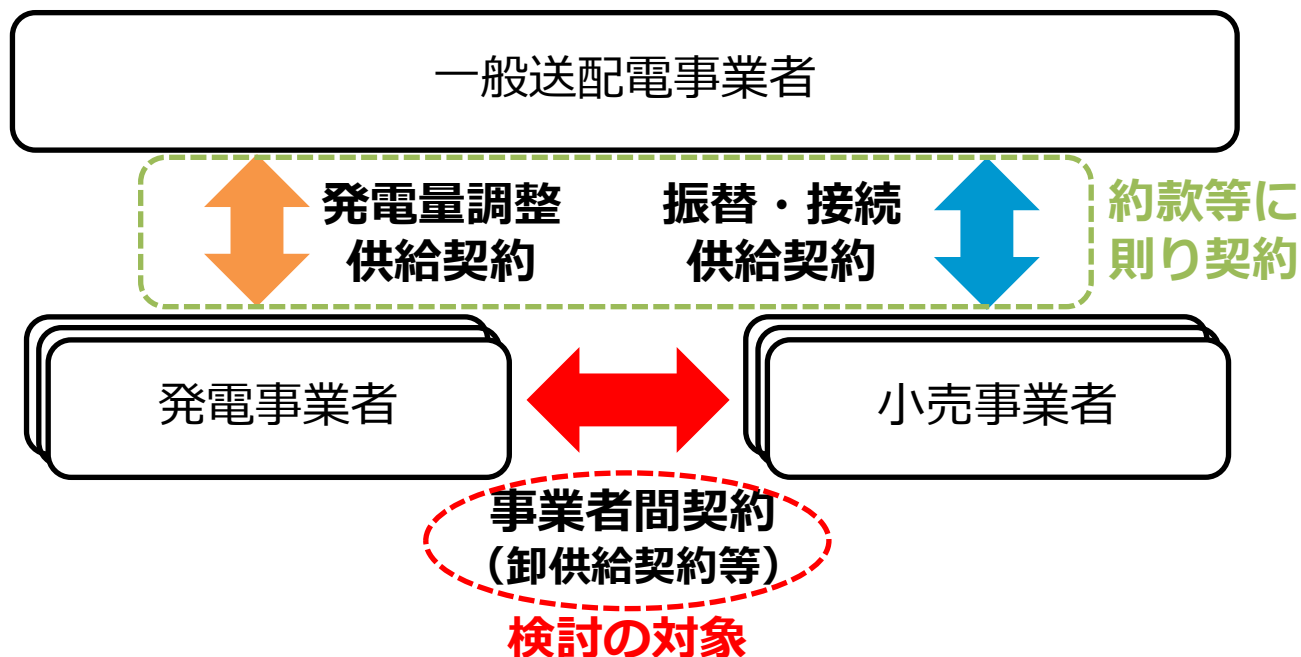 一般送配電事業者
発電量調整
供給契約
振替・接続
供給契約
約款等に
則り契約
発電事業者
小売事業者
事業者間契約
（卸供給契約等）
検討の対象